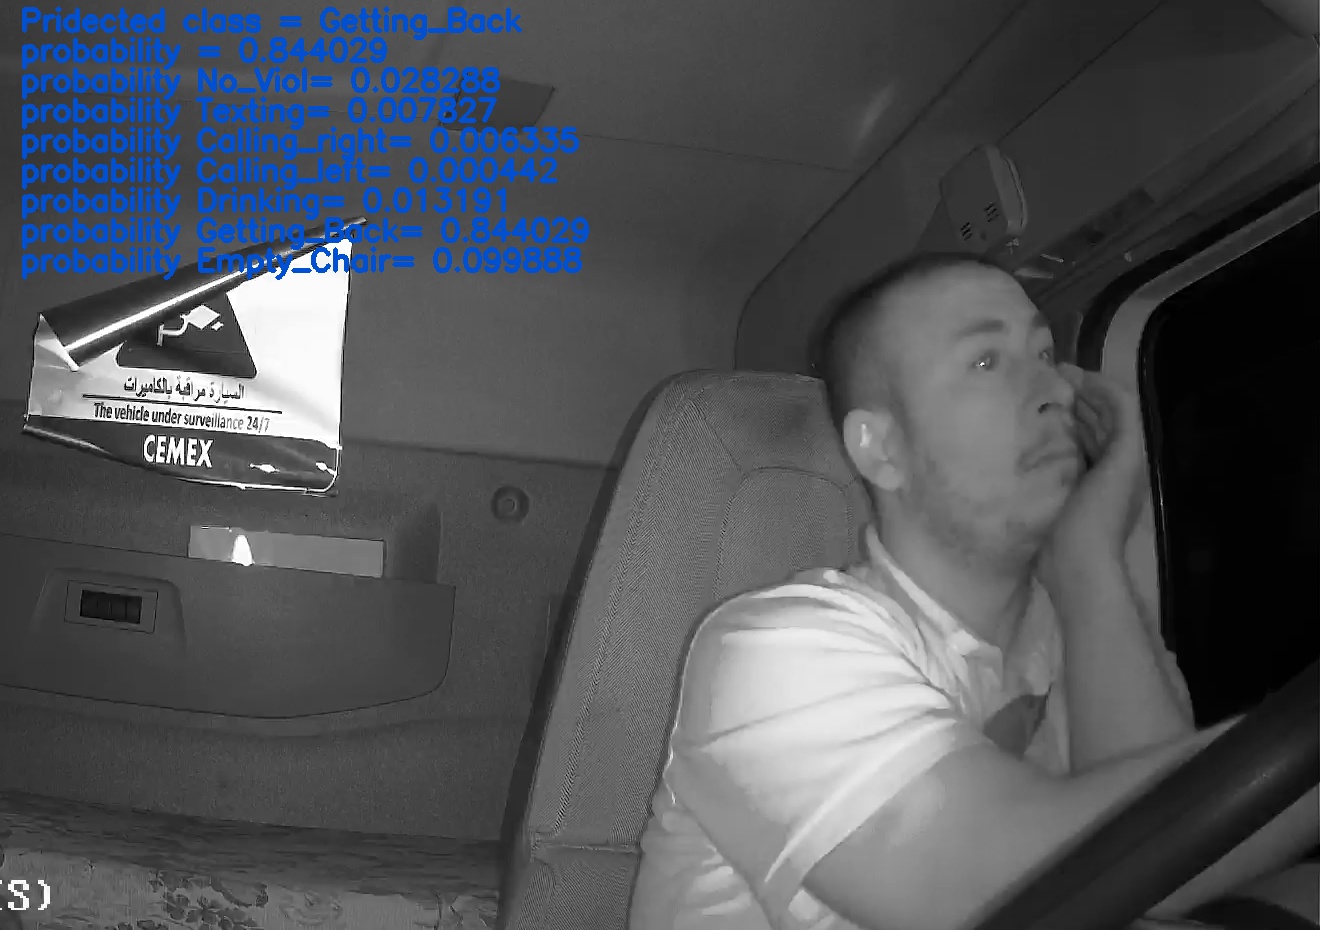 Pridected class = Getting_Back
probability = 0.844029
probability No_Viol= 0.028288
probability Texting= 0.007827
probability Calling_right= 0.006335
probability Calling_left= 0.000442
probability Drinking= 0.013191
probability Getting_Back= 0.844029
probability Empty_Chair= 0.099888
السيارة مراقبة بالكاميرات
The vehicle under surveillance 24/7
CEMEX
S)